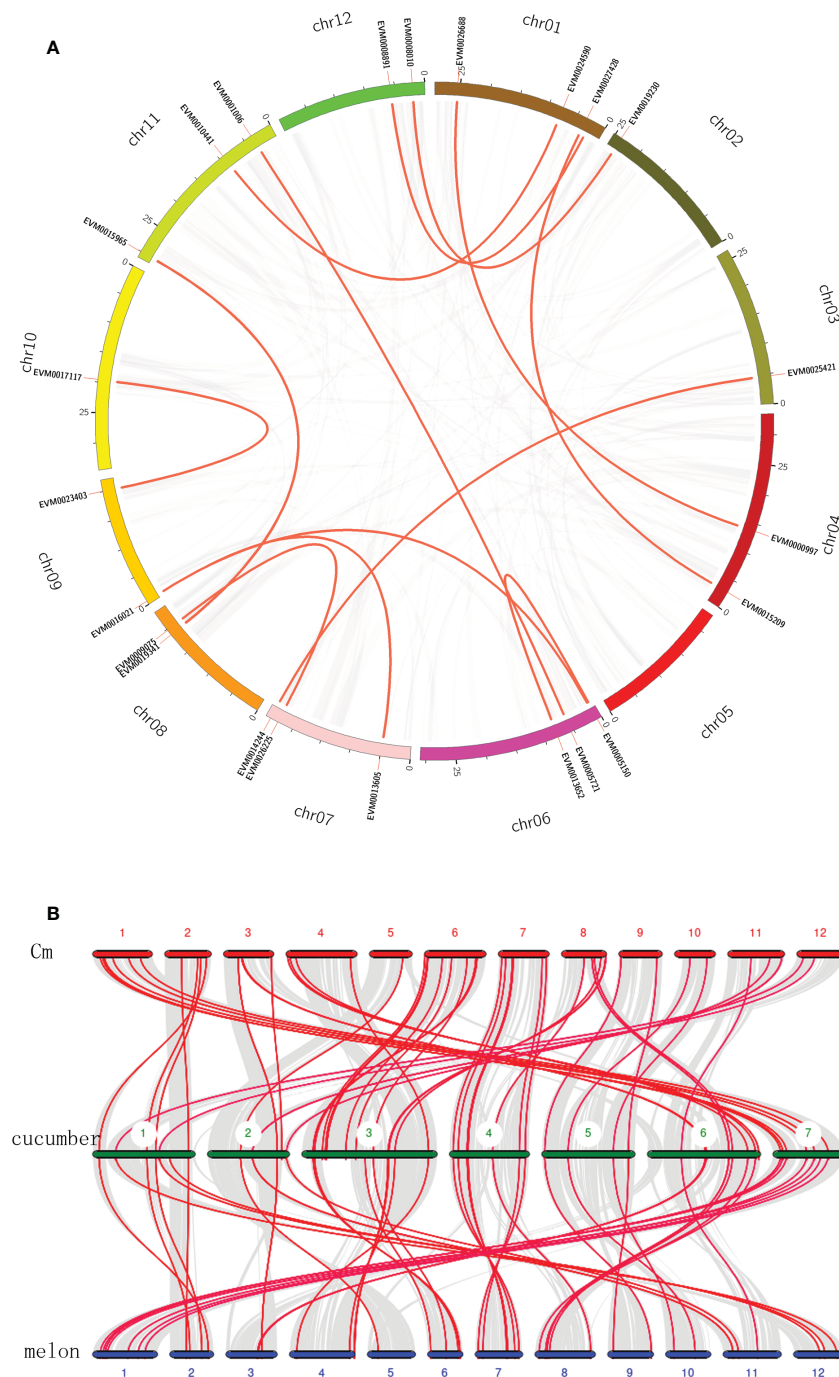 A
chr12
chr01
EVM0008891
EVM0008010
0
EVM0026688
25
EVM0024590
EVM0027428
0
25
EVM0019230
chr11
EVM0010441
EVM0001006
0
chr02
0
25
EVM0015965
25
0
chr03
chr10
EVM0017117
EVM0025421
0
25
25
EVM0023403
chr04
EVM0000997
chr09
EVM0016021
0
EVM0015209
0
EVM0009075
EVM0019341
chr08
0
EVM0014244
EVM0026225
chr07
EVM0013605
0
25
chr06
EVM0013652
EVM0005721
EVM0005150
0
0
chr05
B
1 2 3 4 5 6 7 8 9 10 11 12
Cm
cucumber 1 2 3 4 5 6 7
melon
1 2 3 4 5 6 7 8 9 10 11 12